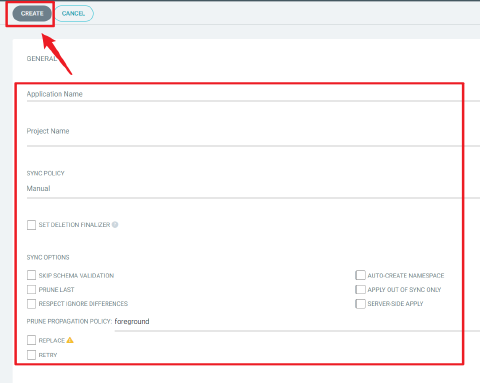 CREATE CANCEL
GENERAL
Application Name
Project Name
SYNC POLICY
Manual
SET DELETION FINALIZER
SYNC OPTIONS
SKIP SCHEMA VALIDATION AUTO-CREATE NAMESPACE
PRUNE LAST APPLY OUT OF SYNC ONLY
RESPECT IGNORE DIFFERENCES SERVER-SIDE APPLY
PRUNE PROPAGATION POLICY: foreground
REPLACE
RETRY